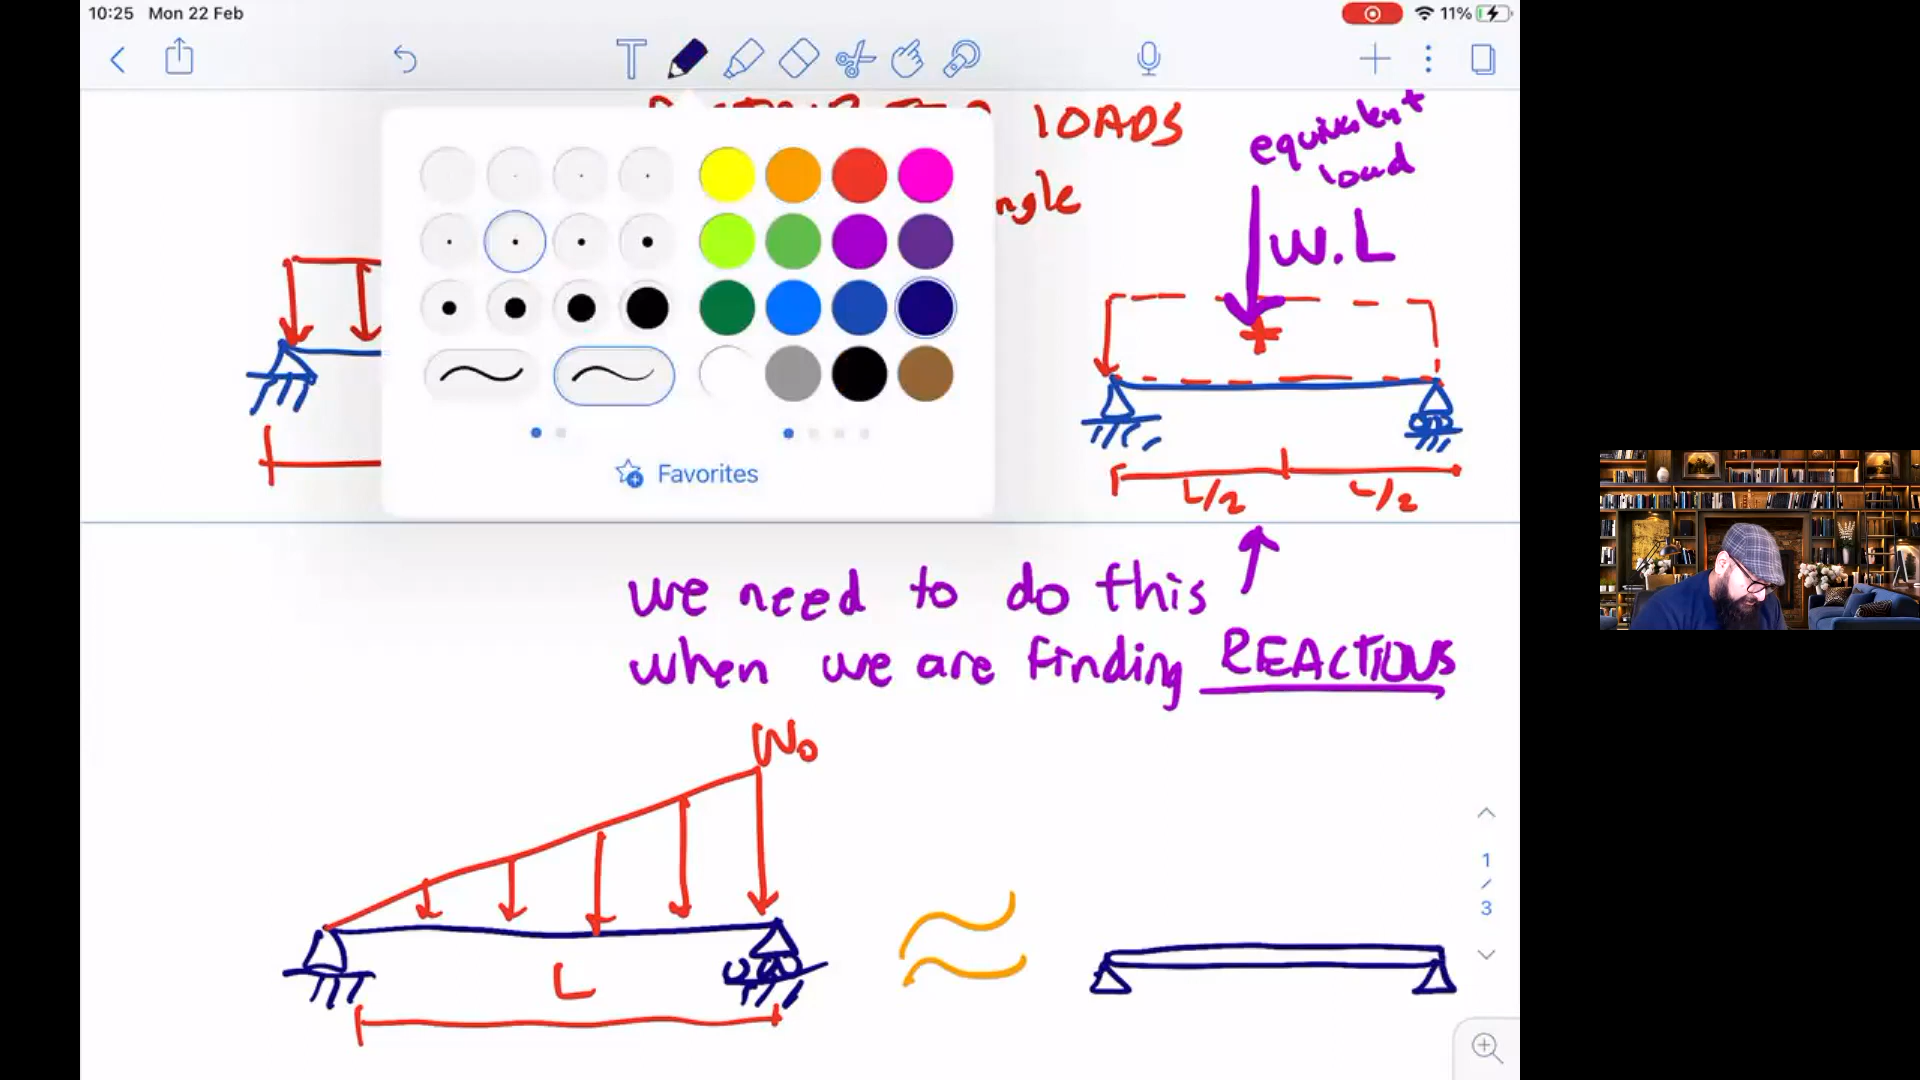 10:25 Mon 22 Feb
11%
T
LOADS
equivalent
load
ngle
W.L
Favorites
L/2
L/2
we need to do this
when we are finding REACTIONS
Wo
1
/
3
L